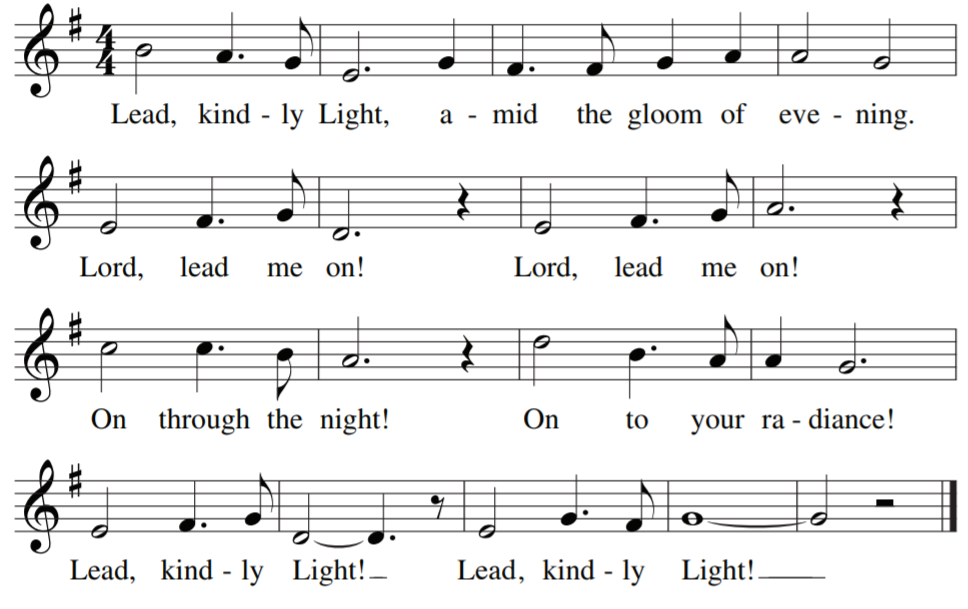 Lead, kind - ly Light, a - mid the gloom of eve - ning.
Lord, lead me on! Lord, lead me on!
On through the night! On to your ra - diance!
Lead, kind - ly Light! Lead, kind - ly Light!